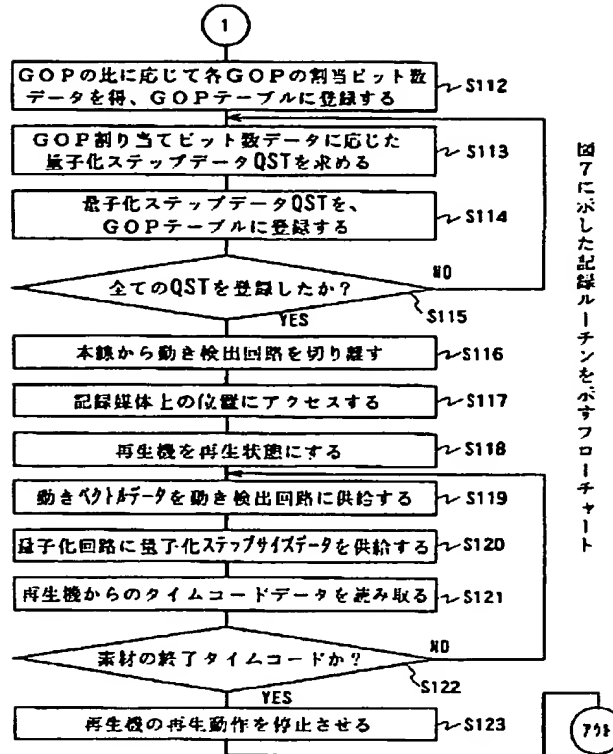 1
GOPの比に応じて各GOPの割当ビット数
データを得、GOPテーブルに登録する
S112
GOP割り当てビット数データに応じた
量子化ステップデータQSTを求める
S113
量子化ステップデータQSTを、
GOPテーブルに登録する
S114
全てのQSTを登録したか?
NO
S115
YES
本線から動き検出回路を切り離す
S116
記録媒体上の位置にアクセスする
S117
再生機を再生状態にする
S118
動きベクトルデータを動き検出回路に供給する
S119
量子化回路に量子化ステップサイズデータを供給する
S120
再生機からのタイムコードデータを読み取る
S121
素材の終了タイムコードか?
NO
S122
YES
再生機の再生動作を停止させる
S123
図7に示した記録ルーチンを示すフローチャート